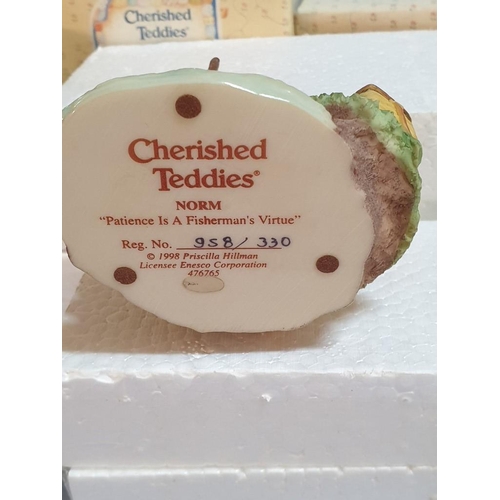 Cherished
Teddies®
Cherished
Teddies®
NORM
"Patience Is A Fisherman's Virtue"
Reg. No. 958/330
© 1998 Priscilla Hillman
Licensee Enesco Corporation
476765